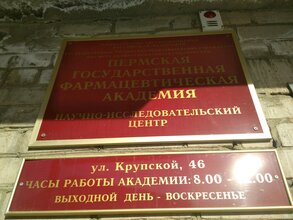 ПЕРМСКАЯ
ГОСУДАРСТВЕННАЯ
ФАРМАЦЕВТИЧЕСКАЯ
АКАДЕМИЯ
НАУЧНО-ИССЛЕДОВАТЕЛЬСКИЙ
ЦЕНТР
ул. Крупской, 46
ЧАСЫ РАБОТЫ АКАДЕМИИ: 8.00 -
ВЫХОДНОЙ ДЕНЬ - ВОСКРЕСЕНЬЕ